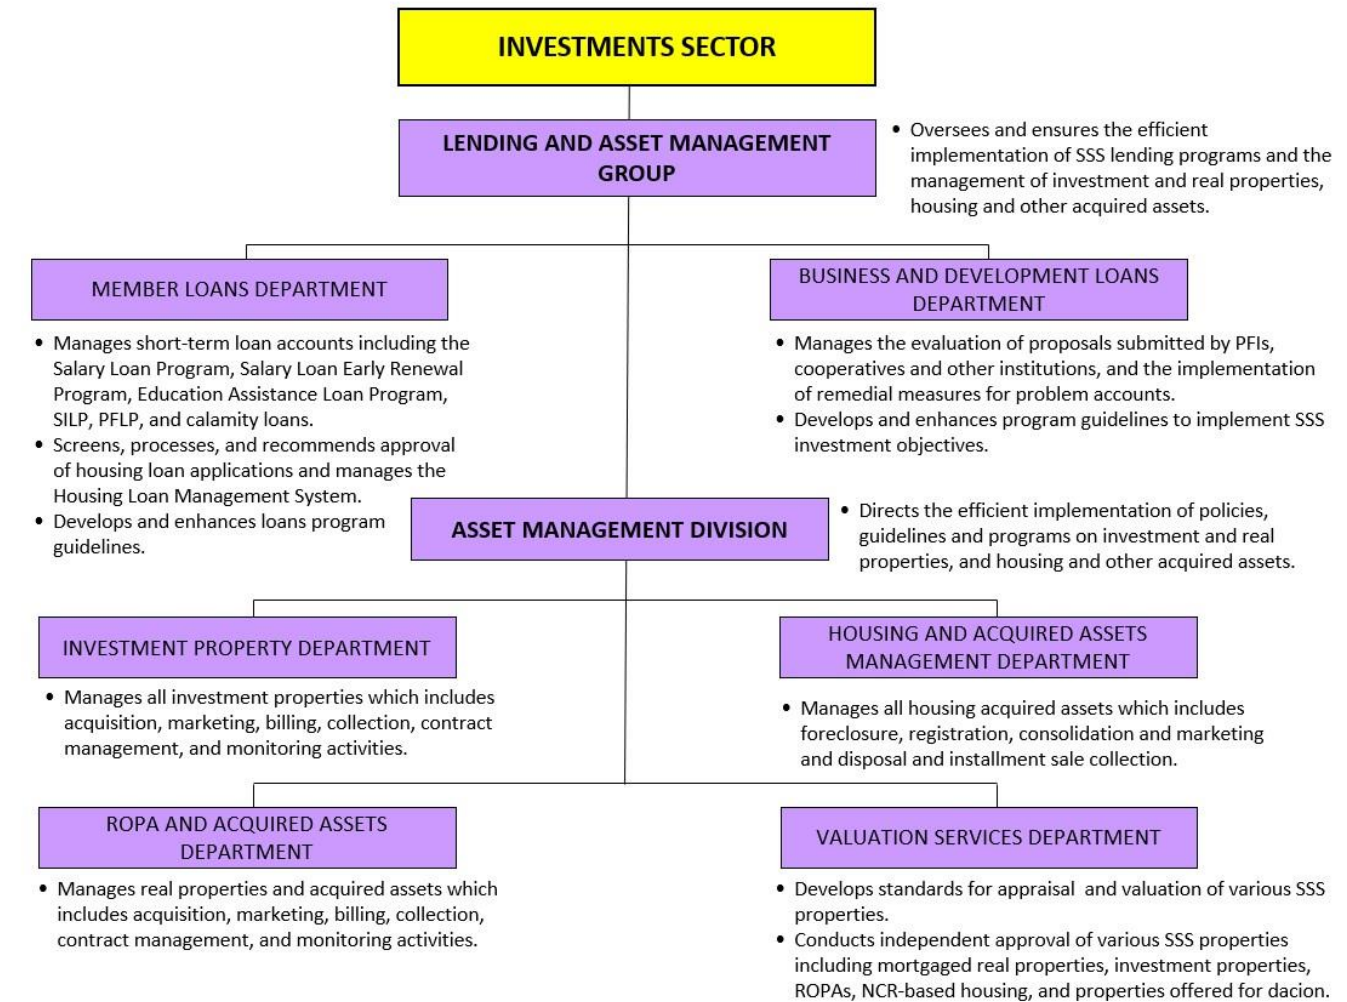 INVESTMENTS SECTOR
LENDING AND ASSET MANAGEMENT
GROUP
• Oversees and ensures the efficient
implementation of SSS lending programs and the
management of investment and real properties,
housing and other acquired assets.
MEMBER LOANS DEPARTMENT
• Manages short-term loan accounts including the
Salary Loan Program, Salary Loan Early Renewal
Program, Education Assistance Loan Program,
SILP, PFLP, and calamity loans.
• Screens, processes, and recommends approval
of housing loan applications and manages the
Housing Loan Management System.
• Develops and enhances loans program
guidelines.
BUSINESS AND DEVELOPMENT LOANS
DEPARTMENT
• Manages the evaluation of proposals submitted by PFIs,
cooperatives and other institutions, and the implementation
of remedial measures for problem accounts.
• Develops and enhances program guidelines to implement SSS
investment objectives.
ASSET MANAGEMENT DIVISION
• Directs the efficient implementation of policies,
guidelines and programs on investment and real
properties, and housing and other acquired assets.
INVESTMENT PROPERTY DEPARTMENT
• Manages all investment properties which includes
acquisition, marketing, billing, collection, contract
management, and monitoring activities.
HOUSING AND ACQUIRED ASSETS
MANAGEMENT DEPARTMENT
• Manages all housing acquired assets which includes
foreclosure, registration, consolidation and marketing
and disposal and installment sale collection.
ROPA AND ACQUIRED ASSETS
DEPARTMENT
• Manages real properties and acquired assets which
includes acquisition, marketing, billing, collection,
contract management, and monitoring activities.
VALUATION SERVICES DEPARTMENT
• Develops standards for appraisal and valuation of various SSS
properties.
• Conducts independent approval of various SSS properties
including mortgaged real properties, investment properties,
ROPAs, NCR-based housing, and properties offered for dacion.